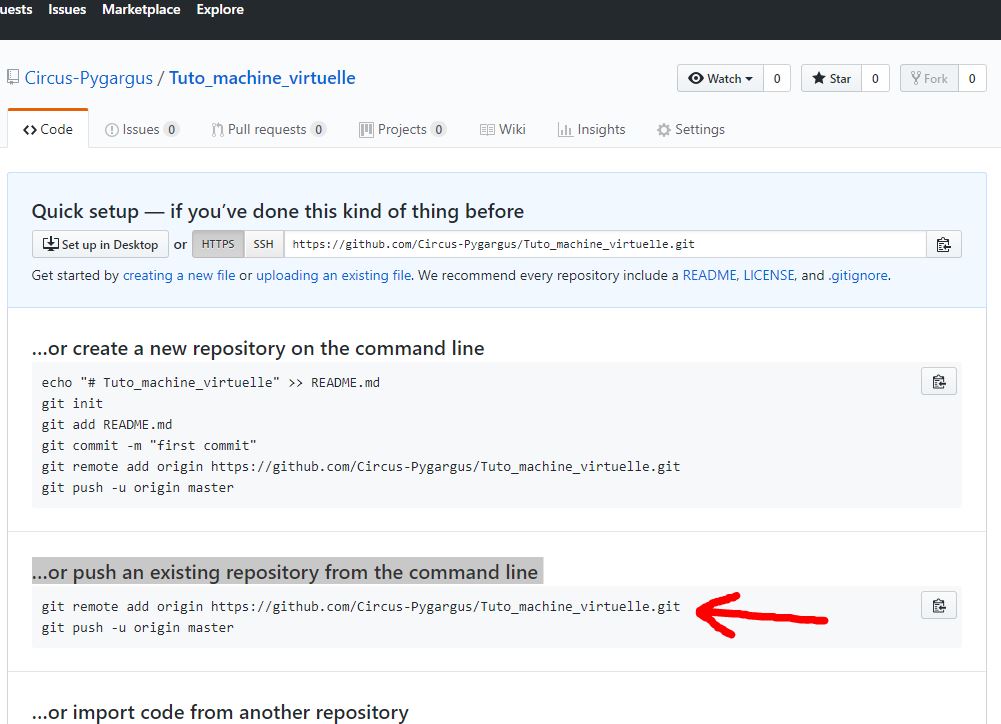 uests Issues Marketplace Explore
Circus-Pygargus / Tuto_machine_virtuelle
Watch 0 Star 0 Fork 0
Code Issues 0 Pull requests 0 Projects 0 Wiki Insights Settings
Quick setup — if you’ve done this kind of thing before
Set up in Desktop or HTTPS SSH https://github.com/Circus-Pygargus/Tuto_machine_virtuelle.git
Get started by creating a new file or uploading an existing file. We recommend every repository include a README, LICENSE, and .gitignore.
…or create a new repository on the command line
echo "# Tuto_machine_virtuelle" >> README.md
git init
git add README.md
git commit -m "first commit"
git remote add origin https://github.com/Circus-Pygargus/Tuto_machine_virtuelle.git
git push -u origin master
…or push an existing repository from the command line
git remote add origin https://github.com/Circus-Pygargus/Tuto_machine_virtuelle.git
git push -u origin master
…or import code from another repository